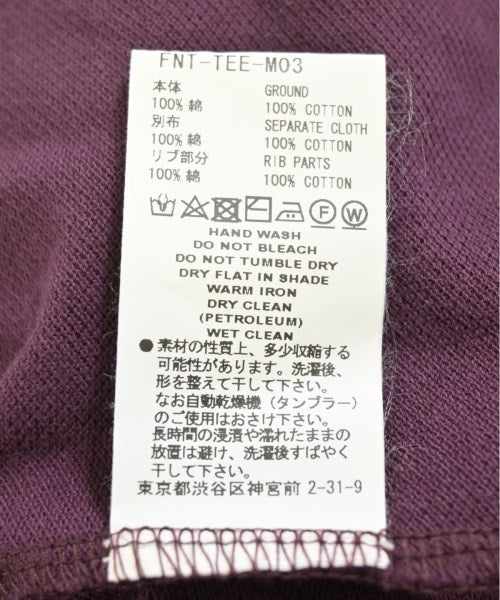 FNT-TEE-M03
本体 GROUND
100% 綿 100% COTTON
別布 SEPARATE CLOTH
100% 綿 100% COTTON
リブ部分 RIB PARTS
100% 綿 100% COTTON
F W
HAND WASH
DO NOT BLEACH
DO NOT TUMBLE DRY
DRY FLAT IN SHADE
WARM IRON
DRY CLEAN
(PETROLEUM)
WET CLEAN
● 素材の性質上、多少収縮する
可能性があります。洗濯後、
形を整えて干して下さい。
なお自動乾燥機（タンブラー）
のご使用はおさけ下さい。
長時間の浸漬や濡れたままの
放置は避け、洗濯後すばやく
干して下さい。
東京都渋谷区神宮前 2-31-9